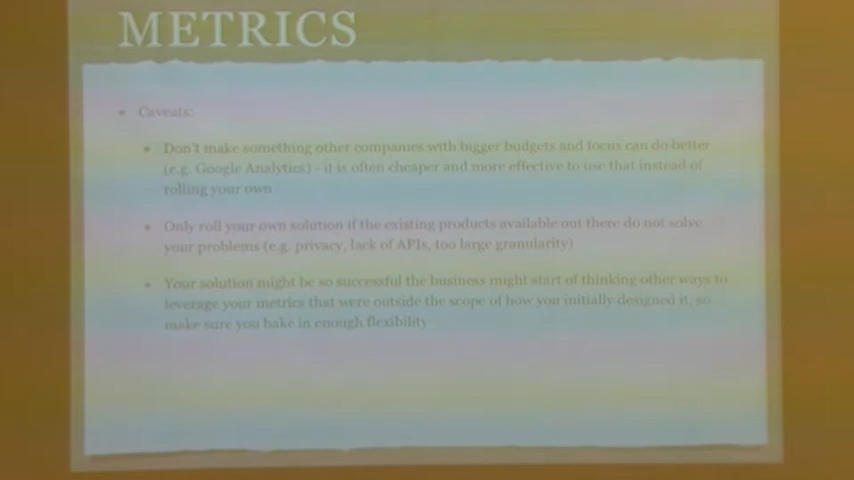 METRICS
• Caveats:
• Don't make something other companies with bigger budgets and focus can do better
(e.g. Google Analytics) - it is often cheaper and more effective to use that instead of
rolling your own
• Only roll your own solution if the existing products available out there do not solve
your problems (e.g. privacy, lack of APIs, too large granularity)
• Your solution might be so successful the business might start of thinking other ways to
leverage your metrics that were outside the scope of how you initially designed it, so
make sure you bake in enough flexibility